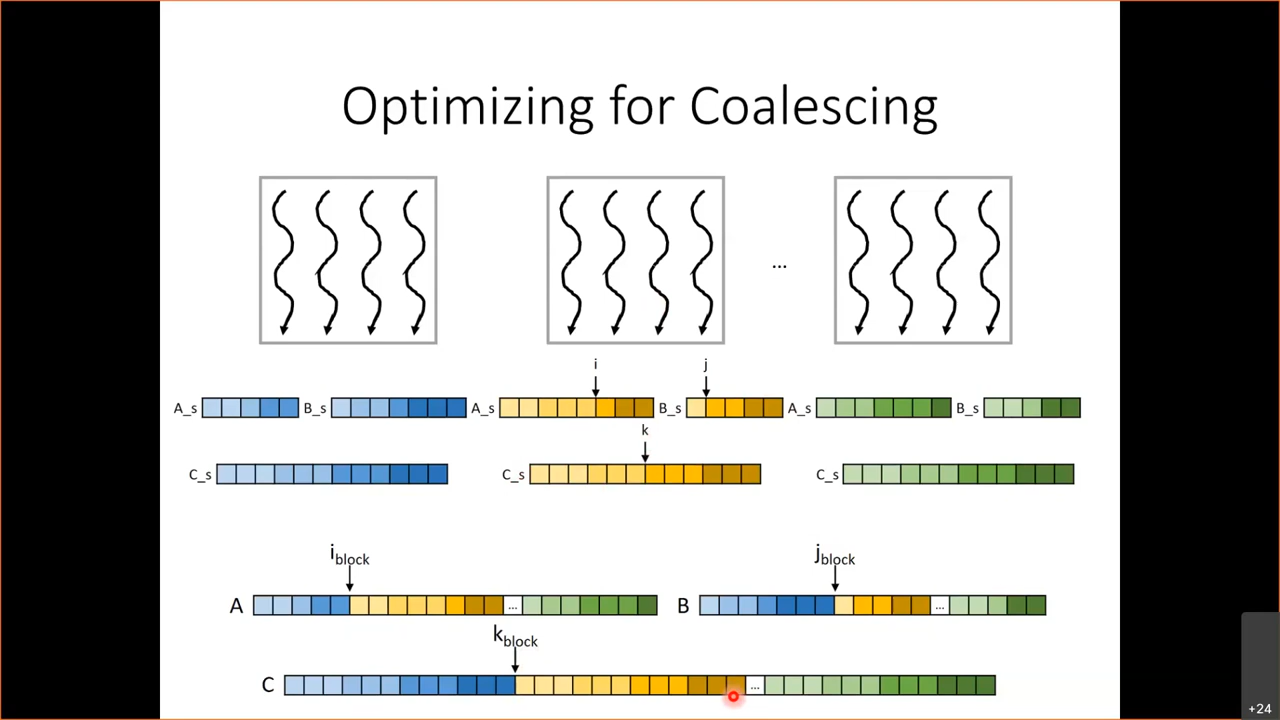 Optimizing for Coalescing
...
i
j
A_s
B_s
A_s
B_s
A_s
B_s
k
C_s
C_s
C_s
iblock
jblock
A
...
B
...
kblock
C
...
+24